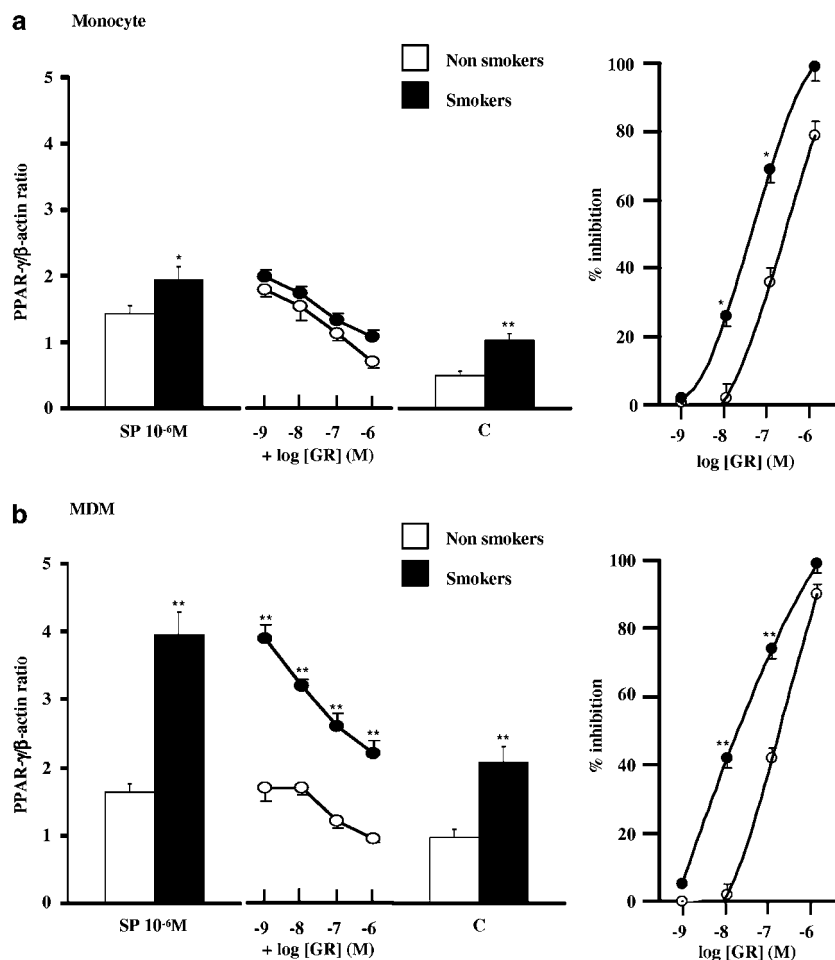 a Monocyte
Non smokers
Smokers
PPAR-γ/β-actin ratio
5
4
3
2
1
0
*
**
SP 10-6M
-9 -8 -7 -6
+ log [GR] (M)
C
% inhibition
100
80
60
40
20
0
*
*
-9 -8 -7 -6
log [GR] (M)
b MDM
Non smokers
Smokers
PPAR-γ/β-actin ratio
5
4
3
2
1
0
**
**
**
**
**
**
SP 10-6M
-9 -8 -7 -6
+ log [GR] (M)
C
% inhibition
100
80
60
40
20
0
**
**
-9 -8 -7 -6
log [GR] (M)